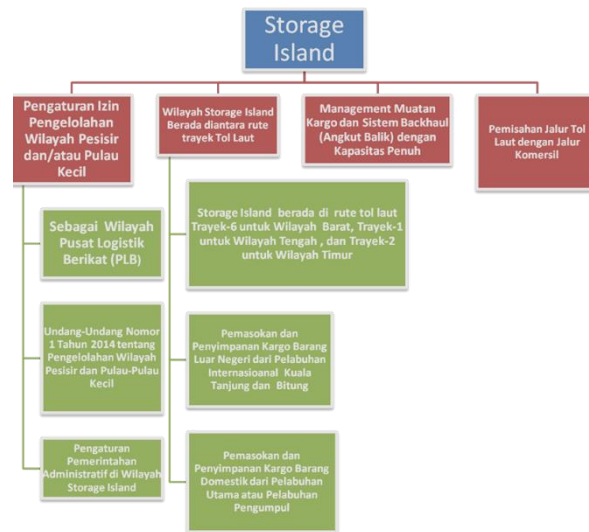 Storage
Island
Pengaturan Izin
Pengelolahan
Wilayah Pesisir
dan/atau Pulau
Kecil
Wilayah Storage Island
Berada diantara rute
trayek Tol Laut
Management Muatan
Kargo dan Sistem Backhaul
(Angkut Balik) dengan
Kapasitas Penuh
Pemisahan Jalur Tol
Laut dengan Jalur
Komersil
Sebagai Wilayah
Pusat Logistik
Berikat (PLB)
Undang-Undang Nomor
1 Tahun 2014 tentang
Pengelolahan Wilayah
Pesisir dan Pulau-Pulau
Kecil
Pengaturan
Pemerintahan
Administratif di Wilayah
Storage Island
Storage Island berada di rute tol laut
Trayek-6 untuk Wilayah Barat, Trayek-1
untuk Wilayah Tengah , dan Trayek-2
untuk Wilayah Timur
Pemasokan dan
Penyimpanan Kargo Barang
Luar Negeri dari Pelabuhan
Internasioanal Kuala
Tanjung dan Bitung
Pemasokan dan
Penyimpanan Kargo Barang
Domestik dari Pelabuhan
Utama atau Pelabuhan
Pengumpul